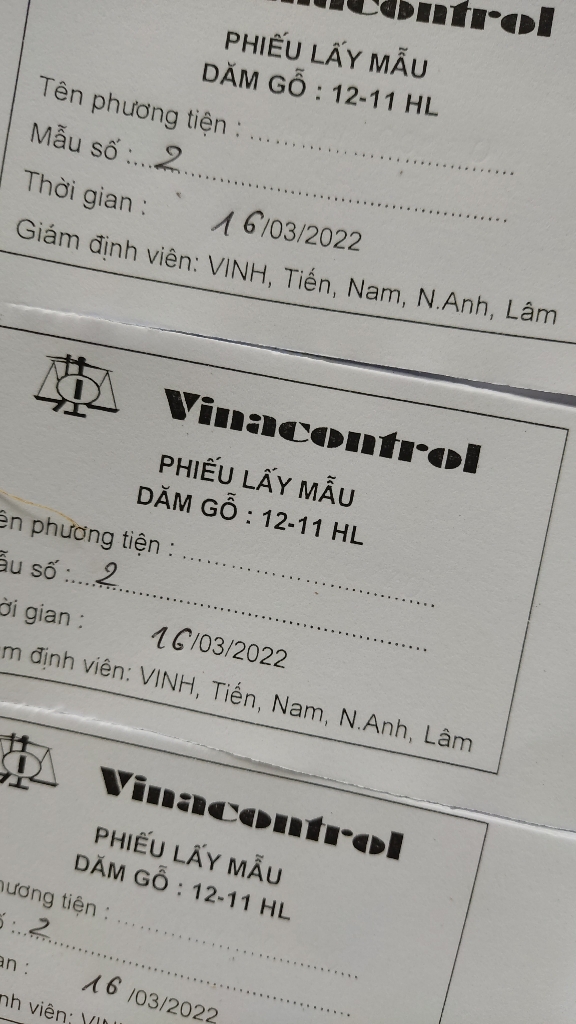 Vinacontrol
PHIẾU LẤY MẪU
DĂM GỖ : 12-11 HL
Tên phương tiện : ..............................
Mẫu số :.....2..............................
Thời gian : 16/03/2022
Giám định viên: VINH, Tiến, Nam, N.Anh, Lâm
Vinacontrol
PHIẾU LẤY MẪU
DĂM GỖ : 12-11 HL
ên phương tiện : ..............................
ẫu số :.....2..............................
ời gian : 16/03/2022
m định viên: VINH, Tiến, Nam, N.Anh, Lâm
Vinacontrol
PHIẾU LẤY MẪU
DĂM GỖ : 12-11 HL
hương tiện : ..............................
ố :...2..............................
an : 16 /03/2022
nh viên: VIN